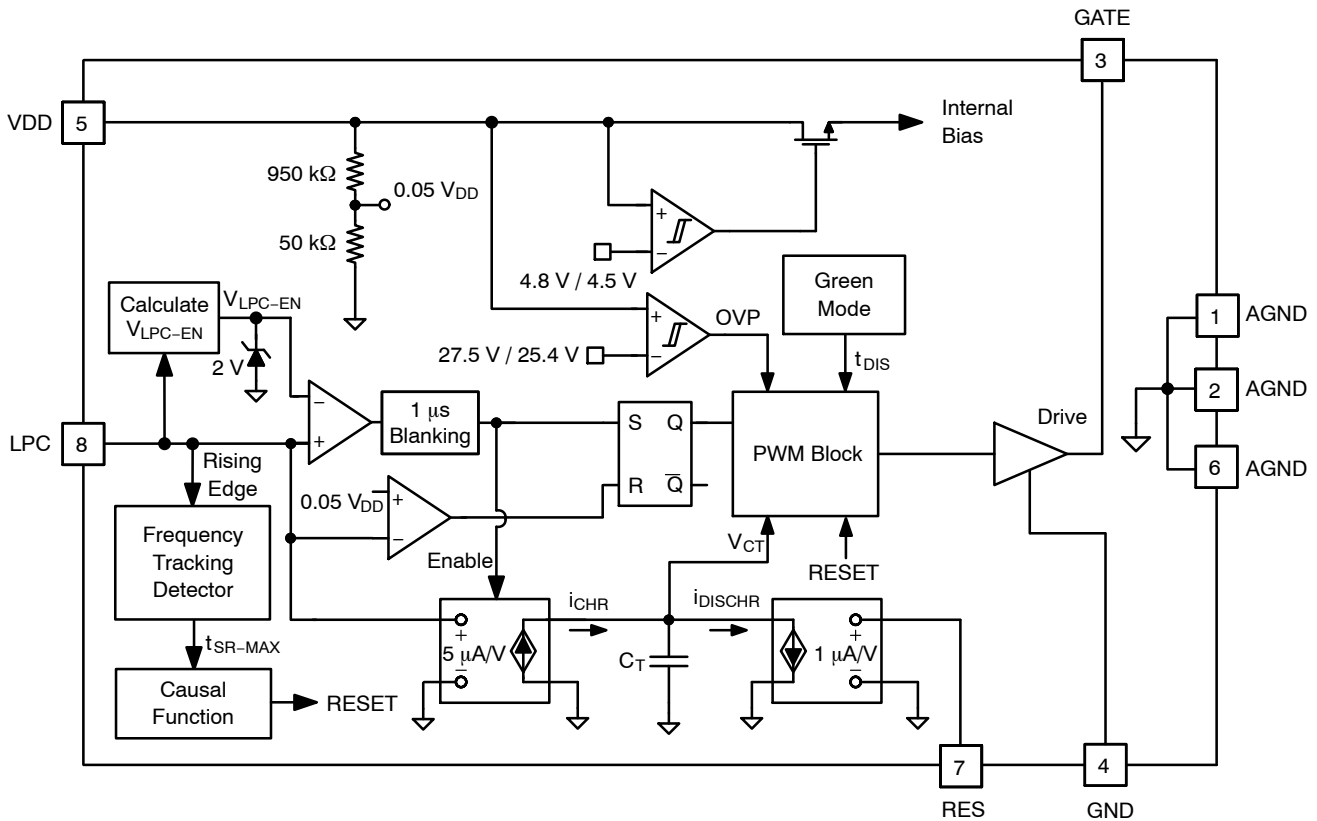 GATE
3
VDD
5
Internal
Bias
950 kΩ
0.05 VDD
50 kΩ
+
−
4.8 V / 4.5 V
Green
Mode
Calculate
VLPC−EN
VLPC−EN
2 V
+
−
OVP
27.5 V / 25.4 V
tDIS
1
AGND
2
AGND
6
AGND
LPC
8
−
+
1 μs
Blanking
S
Q
R
Q̅
PWM Block
Drive
Rising
Edge
0.05 VDD
+
−
Frequency
Tracking
Detector
Enable
VCT
RESET
iCHR
iDISCHR
+
5 μA/V
−
CT
+
1 μA/V
−
tSR−MAX
Causal
Function
RESET
7
RES
4
GND